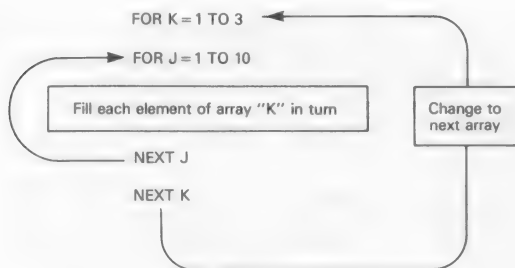 FOR K = 1 TO 3
FOR J = 1 TO 10
Fill each element of array "K" in turn
Change to
next array
NEXT J
NEXT K